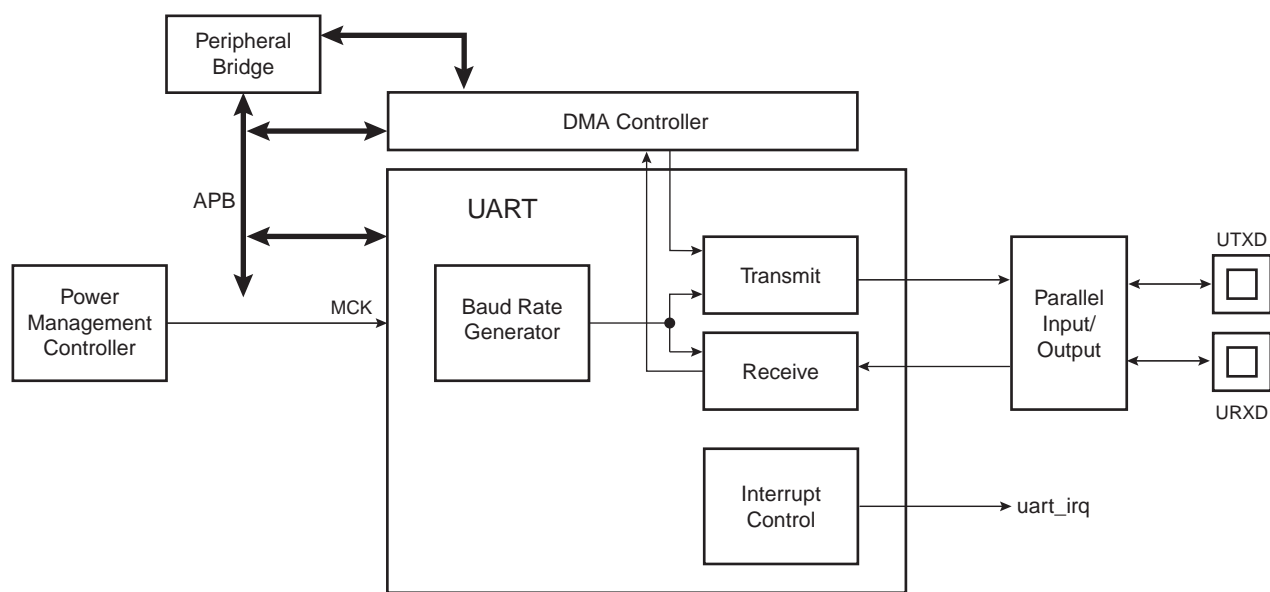 Peripheral
Bridge
DMA Controller
APB
UART
UTXD
Transmit
Power
Management
Controller
MCK
Baud Rate
Generator
Parallel
Input/
Output
Receive
URXD
Interrupt
Control
uart_irq